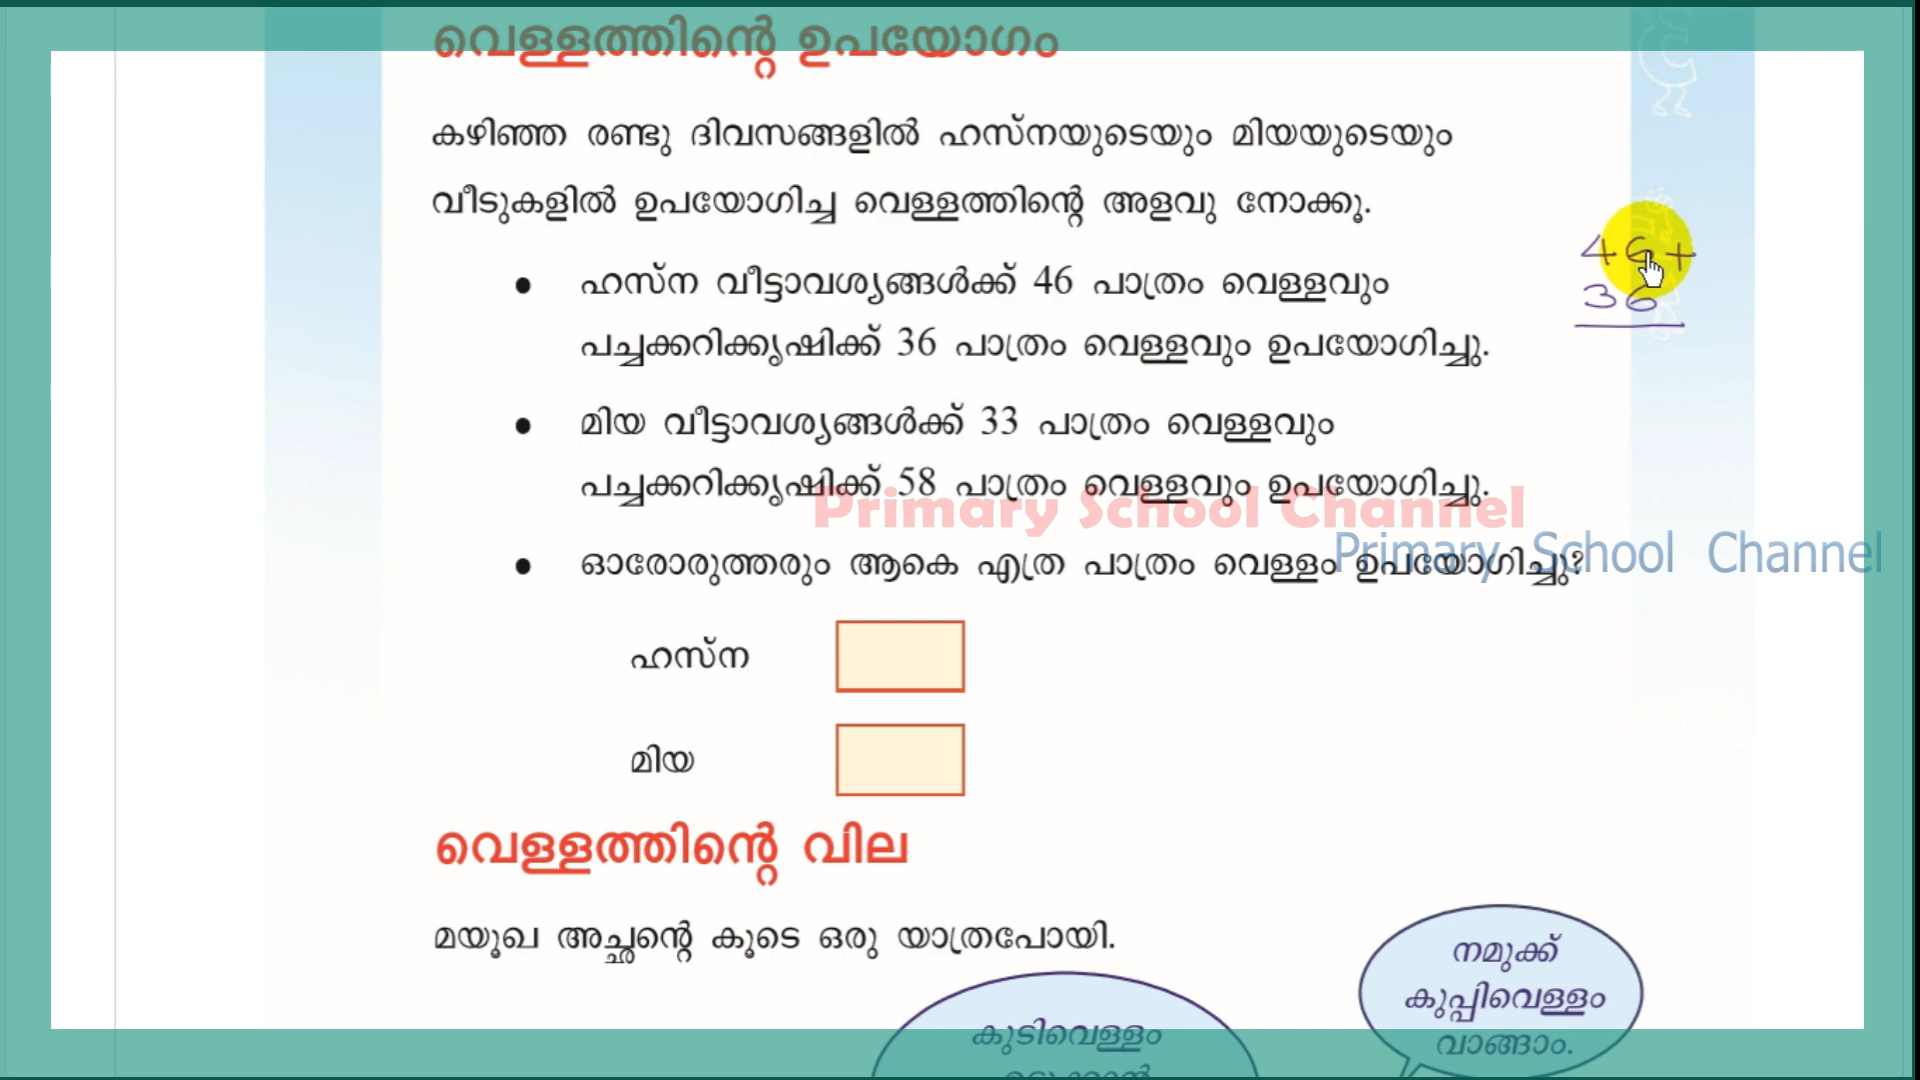 വെള്ളത്തിന്റെ ഉപയോഗം
കഴിഞ്ഞ രണ്ടു ദിവസങ്ങളിൽ ഹസ്നയുടെയും മിയയുടെയും
വീടുകളിൽ ഉപയോഗിച്ച വെള്ളത്തിന്റെ അളവു നോക്കൂ.
46+
36
● ഹസ്ന വീട്ടാവശ്യങ്ങൾക്ക് 46 പാത്രം വെള്ളവും
പച്ചക്കറിക്കൃഷിക്ക് 36 പാത്രം വെള്ളവും ഉപയോഗിച്ചു.
● മിയ വീട്ടാവശ്യങ്ങൾക്ക് 33 പാത്രം വെള്ളവും
പച്ചക്കറിക്കൃഷിക്ക് 58 പാത്രം വെള്ളവും ഉപയോഗിച്ചു.
Primary School Channel
Primary School Channel
● ഓരോരുത്തരും ആകെ എത്ര പാത്രം വെള്ളം ഉപയോഗിച്ചു?
ഹസ്ന
മിയ
വെള്ളത്തിന്റെ വില
മയൂഖ അച്ഛന്റെ കൂടെ ഒരു യാത്രപോയി.
നമുക്ക്
കുപ്പിവെള്ളം
വാങ്ങാം.
കുടിവെള്ളം